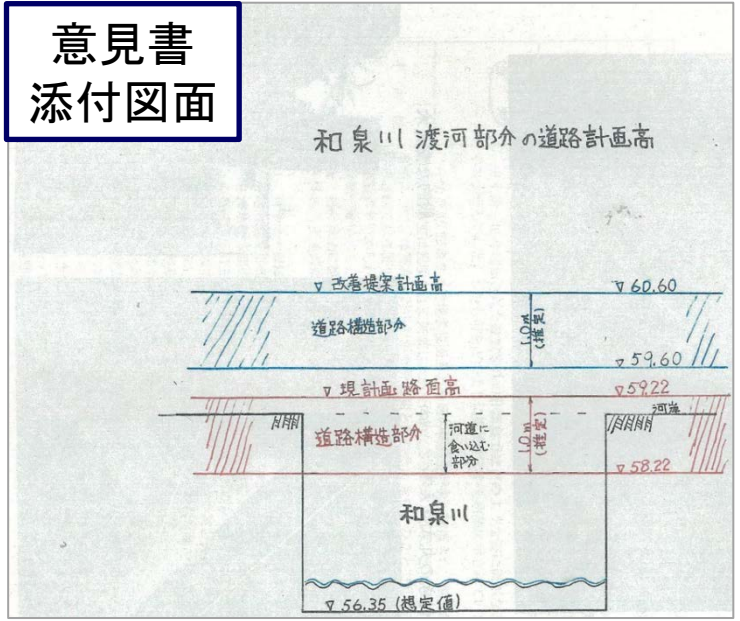 意見書
添付図面
和泉川渡河部分の道路計画高
▽ 改善提案計画高
▽ 60.60
道路構造部分
1.0m
(推定)
▽ 59.60
▽ 現計画路面高
▽ 59.22
河岸
道路構造部分
河道に
食い込む
部分
1.0m
(推定)
▽ 58.22
和泉川
▽ 56.35 (想定値)